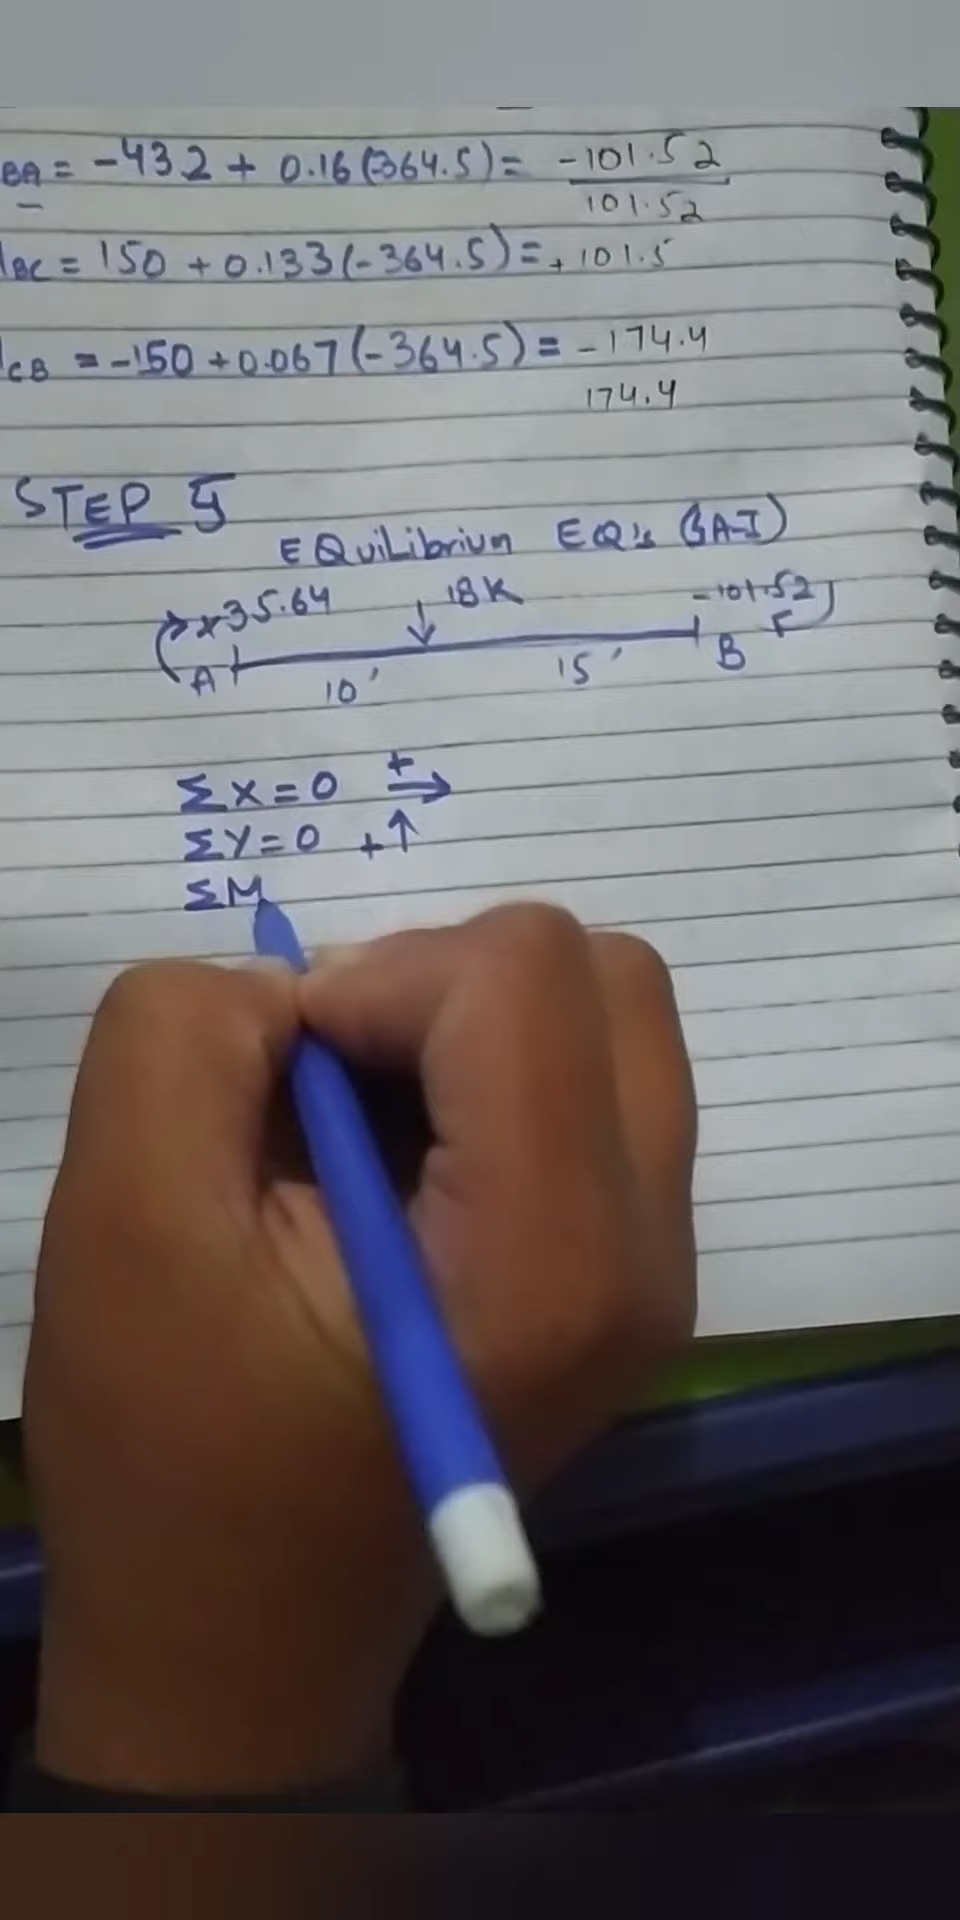 BA = -43.2 + 0.16(-364.5) = -101.52
101.52
BC = 150 + 0.133(-364.5) = +101.5
CB = -150 + 0.067(-364.5) = -174.4
174.4
STEP 5
EQuiLibrium EQ's
+35.64 18K -101.52
A 10' 15' B
ΣX=0 +→
ΣY=0 +↑
ΣM